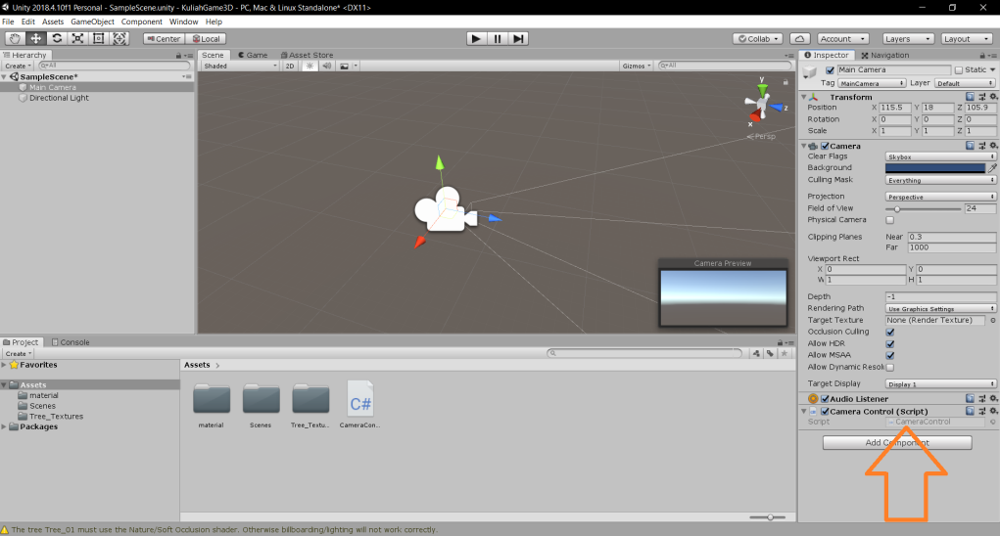 Unity 2018.4.10f1 Personal - SampleScene.unity - KuliahGame3D - PC, Mac & Linux Standalone* <DX11>
File Edit Assets GameObject Component Window Help
Center Local
Collab Account Layers Layout
Hierarchy
Create All
SampleScene*
Main Camera
Directional Light
Scene Game Asset Store
Shaded 2D Gizmos All
y
z
x
Persp
Camera Preview
Inspector Navigation
Main Camera Static
Tag MainCamera Layer Default
Transform
Position X 115.5 Y 18 Z 105.9
Rotation X 0 Y 0 Z 0
Scale X 1 Y 1 Z 1
Camera
Clear Flags Skybox
Background
Culling Mask Everything
Projection Perspective
Field of View 24
Physical Camera
Clipping Planes Near 0.3
Far 1000
Viewport Rect
X 0 Y 0
W 1 H 1
Depth -1
Rendering Path Use Graphics Settings
Target Texture None (Render Texture)
Occlusion Culling
Allow HDR
Allow MSAA
Allow Dynamic Resol
Target Display Display 1
Audio Listener
Camera Control (Script)
Script CameraControl
Add Component
Project Console
Create
Favorites
Assets
material
Scenes
Tree_Textures
Packages
Assets
C#
material Scenes Tree_Textu... CameraCon...
The tree Tree_01 must use the Nature/Soft Occlusion shader. Otherwise billboarding/lighting will not work correctly.